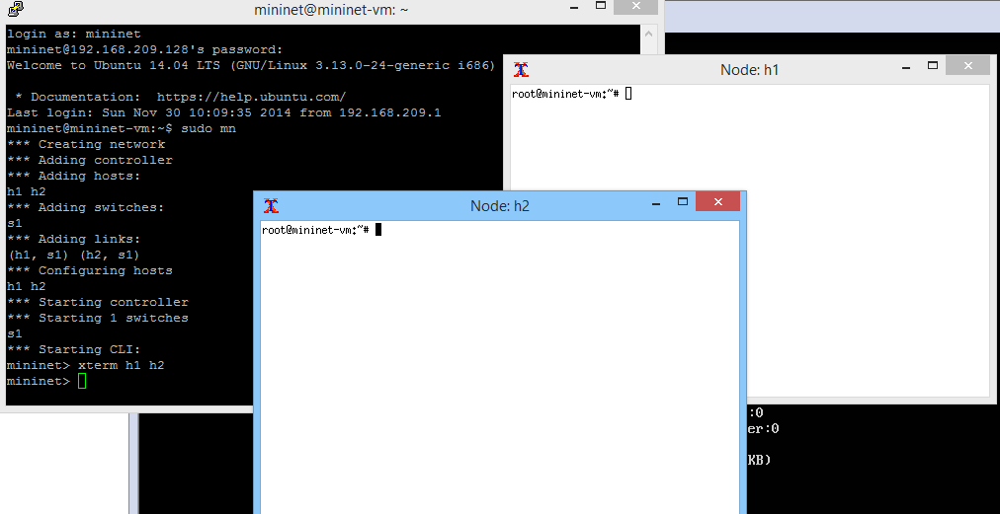 mininet@mininet-vm: ~
login as: mininet
mininet@192.168.209.128's password:
Welcome to Ubuntu 14.04 LTS (GNU/Linux 3.13.0-24-generic i686)
 * Documentation:  https://help.ubuntu.com/
Last login: Sun Nov 30 10:09:35 2014 from 192.168.209.1
mininet@mininet-vm:~$ sudo mn
*** Creating network
*** Adding controller
*** Adding hosts:
h1 h2
*** Adding switches:
s1
*** Adding links:
(h1, s1) (h2, s1)
*** Configuring hosts
h1 h2
*** Starting controller
*** Starting 1 switches
s1
*** Starting CLI:
mininet> xterm h1 h2
mininet>
Node: h1
root@mininet-vm:~#
Node: h2
root@mininet-vm:~#
:0
er:0
KB)